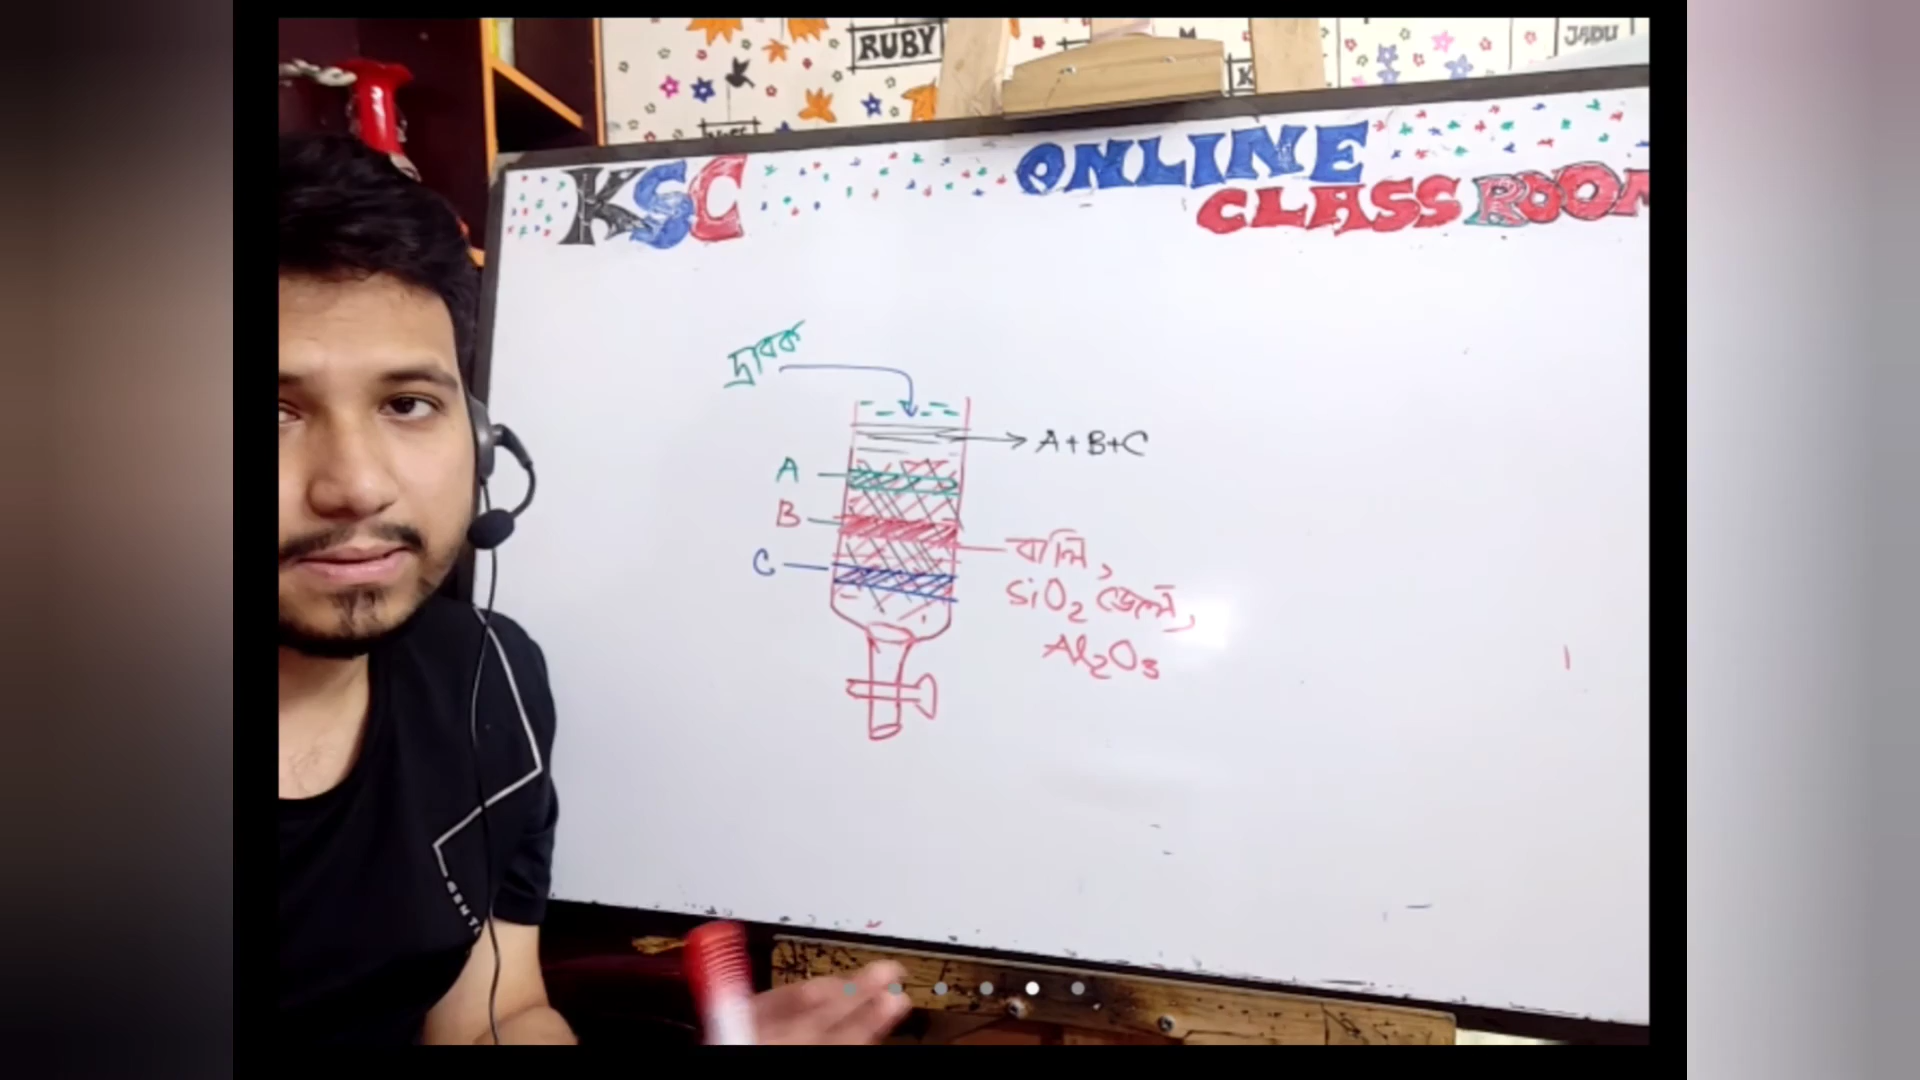 RUBY
JADU
K
KSC
ONLINE
CLASS ROOM
দ্রাবক
A+B+C
A
B
C
বালি,
SiO₂ জেল,
Al₂O₃